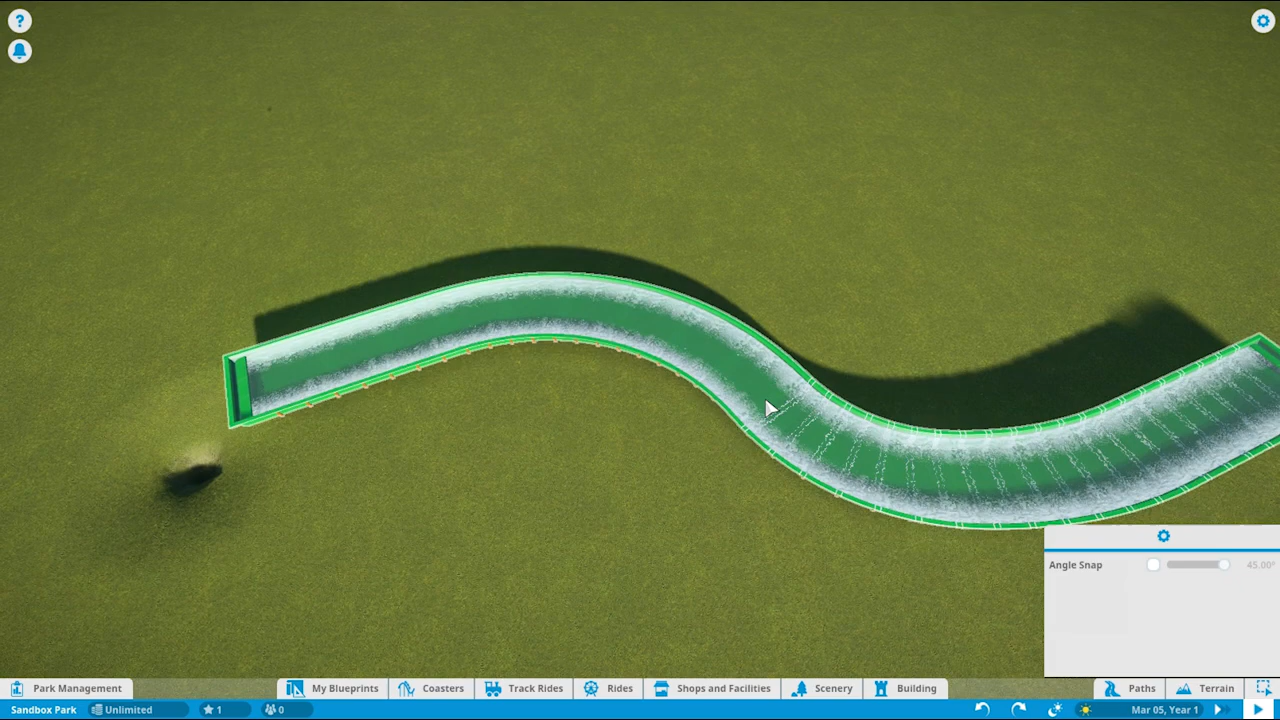 ?
Angle Snap 45.00°
Park Management My Blueprints Coasters Track Rides Rides Shops and Facilities Scenery Building Paths Terrain
Sandbox Park Unlimited 1 0 Mar 05, Year 1